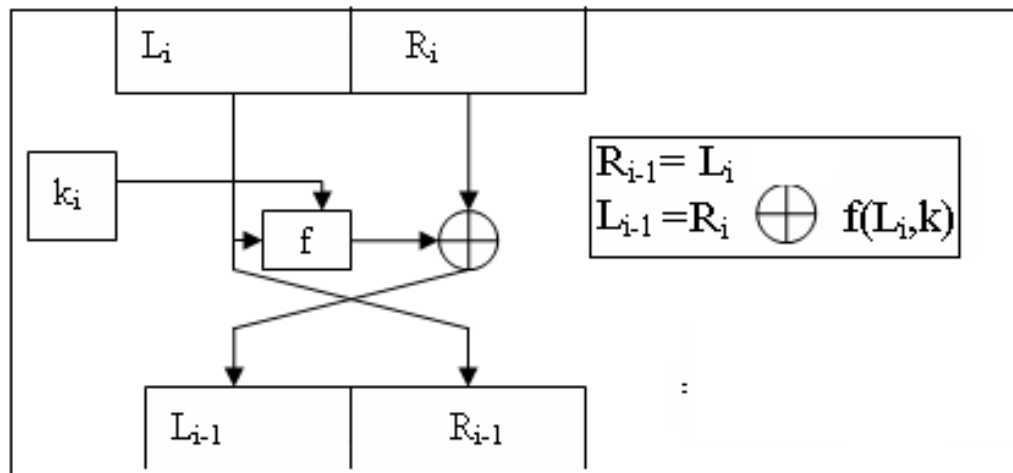 Lᵢ Rᵢ
kᵢ
f
Rᵢ₋₁= Lᵢ
Lᵢ₋₁ =Rᵢ ⊕ f(Lᵢ,k)
Lᵢ₋₁ Rᵢ₋₁
: